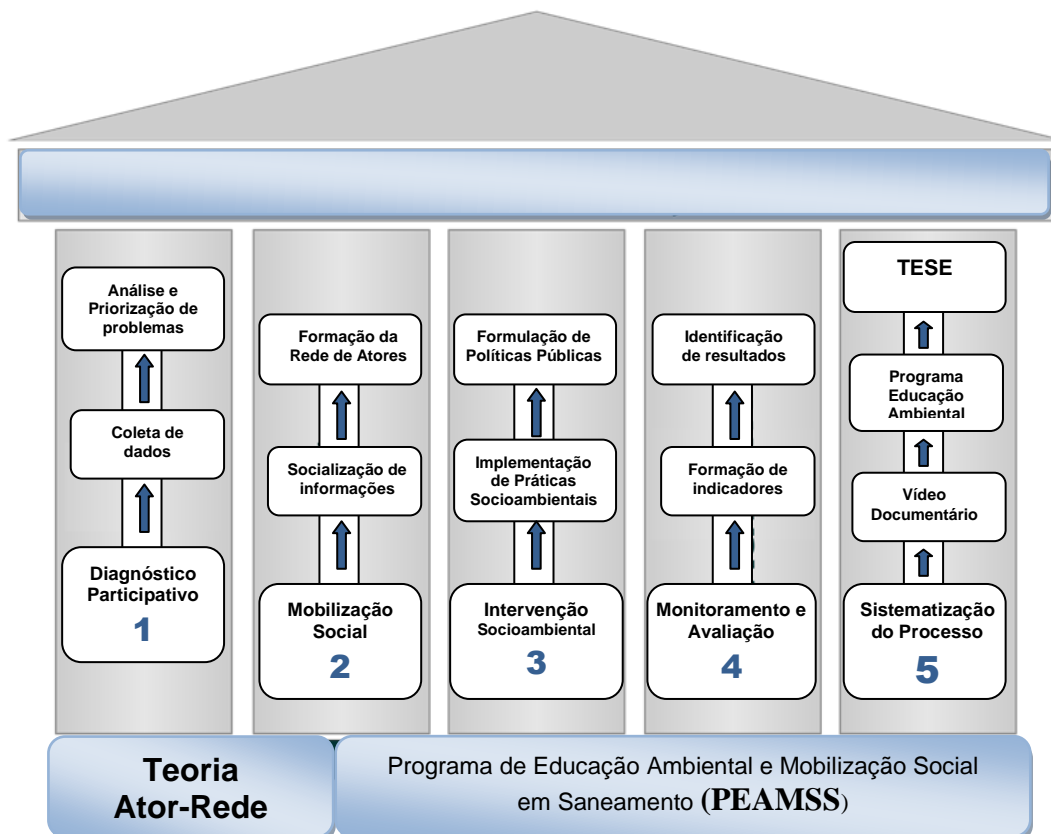 Análise e
Priorização de
problemas
Coleta de
dados
Diagnóstico
Participativo
1
Formação da
Rede de Atores
Socialização de
informações
Mobilização
Social
2
Formulação de
Políticas Públicas
Implementação
de Práticas
Socioambientais
Intervenção
Socioambiental
3
Identificação
de resultados
Formação de
indicadores
Monitoramento e
Avaliação
4
TESE
Programa
Educação
Ambiental
Vídeo
Documentário
Sistematização
do Processo
5
Teoria
Ator-Rede
Programa de Educação Ambiental e Mobilização Social
em Saneamento (PEAMSS)